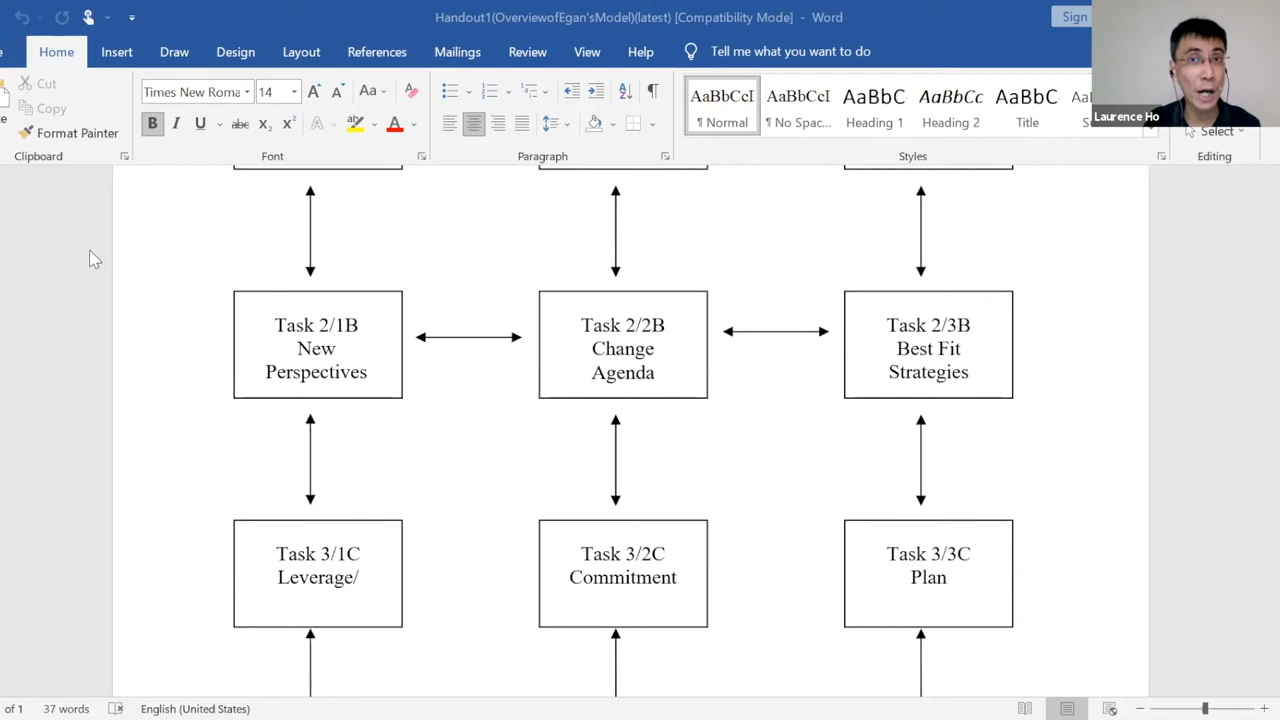 Handout1(OverviewofEgan'sModel)(latest) [Compatibility Mode] - Word
Sign
Home Insert Draw Design Layout References Mailings Review View Help Tell me what you want to do
Cut
Copy
Format Painter
Clipboard
Times New Roma 14
Font
Paragraph
AaBbCcI AaBbCcI AaBbC AaBbCc AaBbC
¶ Normal ¶ No Spac... Heading 1 Heading 2 Title
Styles
Laurence Ho
Select
Editing
Task 2/1B
New
Perspectives
Task 2/2B
Change
Agenda
Task 2/3B
Best Fit
Strategies
Task 3/1C
Leverage/
Task 3/2C
Commitment
Task 3/3C
Plan
of 1 37 words English (United States)